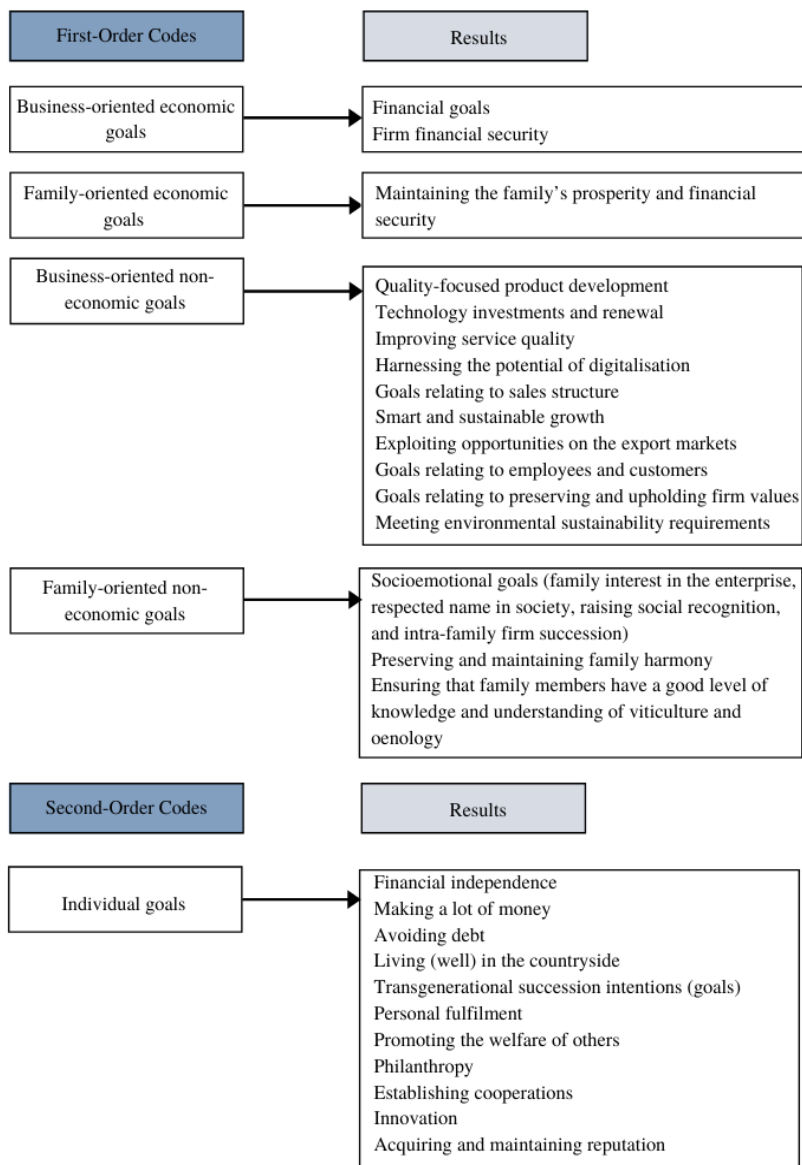 First-Order Codes
Results
Business-oriented economic
goals
Financial goals
Firm financial security
Family-oriented economic
goals
Maintaining the family's prosperity and financial
security
Business-oriented non-
economic goals
Quality-focused product development
Technology investments and renewal
Improving service quality
Harnessing the potential of digitalisation
Goals relating to sales structure
Smart and sustainable growth
Exploiting opportunities on the export markets
Goals relating to employees and customers
Goals relating to preserving and upholding firm values
Meeting environmental sustainability requirements
Family-oriented non-
economic goals
Socioemotional goals (family interest in the enterprise,
respected name in society, raising social recognition,
and intra-family firm succession)
Preserving and maintaining family harmony
Ensuring that family members have a good level of
knowledge and understanding of viticulture and
oenology
Second-Order Codes
Results
Individual goals
Financial independence
Making a lot of money
Avoiding debt
Living (well) in the countryside
Transgenerational succession intentions (goals)
Personal fulfilment
Promoting the welfare of others
Philanthropy
Establishing cooperations
Innovation
Acquiring and maintaining reputation